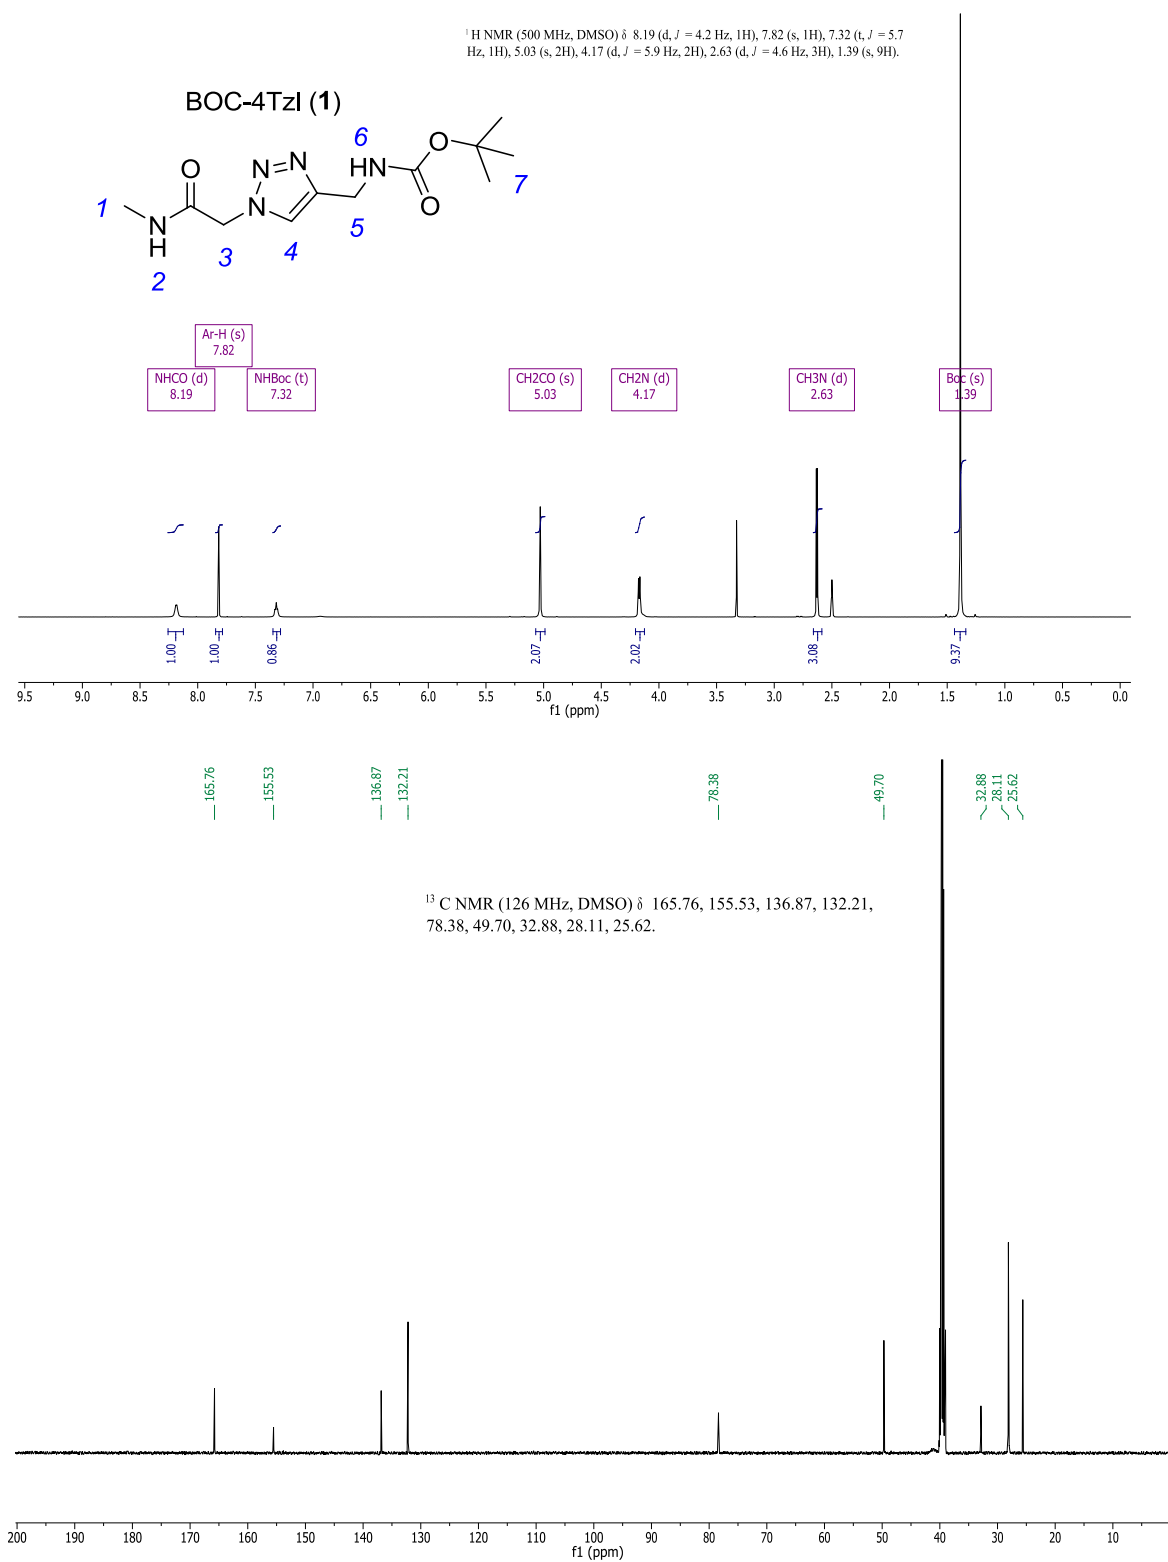 ¹H NMR (500 MHz, DMSO) δ 8.19 (d, J = 4.2 Hz, 1H), 7.82 (s, 1H), 7.32 (t, J = 5.7
Hz, 1H), 5.03 (s, 2H), 4.17 (d, J = 5.9 Hz, 2H), 2.63 (d, J = 4.6 Hz, 3H), 1.39 (s, 9H).
BOC-4Tzl (1)
6
O
7
HN
N=N
O
N
O
1
N
5
N
4
H
3
2
Ar-H (s)
7.82
NHCO (d) NHBoc (t) CH2CO (s) CH2N (d) CH3N (d) Boc (s)
8.19 7.32 5.03 4.17 2.63 1.39
1.00 1.00 0.86 2.07 2.02 3.08 9.37
9.5 9.0 8.5 8.0 7.5 7.0 6.5 6.0 5.5 5.0 4.5 4.0 3.5 3.0 2.5 2.0 1.5 1.0 0.5 0.0
f1 (ppm)
165.76 155.53 136.87 132.21 78.38 49.70 32.88 28.11 25.62
¹³C NMR (126 MHz, DMSO) δ 165.76, 155.53, 136.87, 132.21,
78.38, 49.70, 32.88, 28.11, 25.62.
200 190 180 170 160 150 140 130 120 110 100 90 80 70 60 50 40 30 20 10
f1 (ppm)